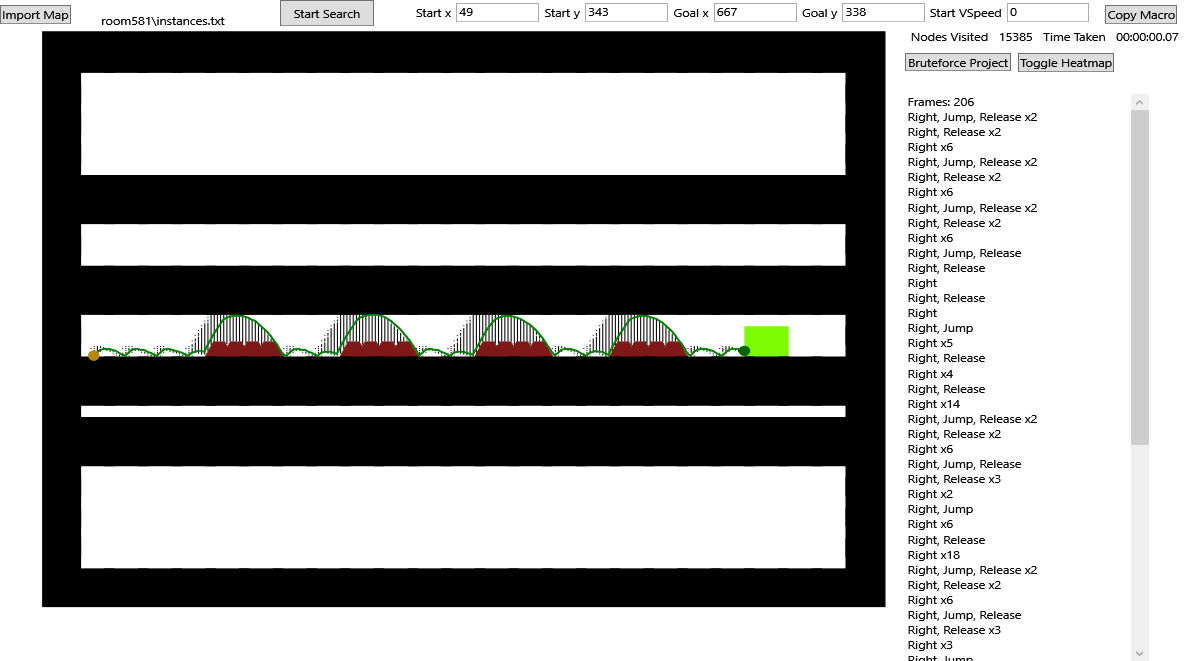 Import Map
room581\instances.txt
Start Search
Start x 49 Start y 343 Goal x 667 Goal y 338 Start VSpeed 0
Copy Macro
Nodes Visited 15385 Time Taken 00:00:00.07
Bruteforce Project Toggle Heatmap
Frames: 206
Right, Jump, Release x2
Right, Release x2
Right x6
Right, Jump, Release x2
Right, Release x2
Right x6
Right, Jump, Release x2
Right, Release x2
Right x6
Right, Jump, Release
Right, Release
Right
Right, Release
Right
Right, Jump
Right x5
Right, Release
Right x4
Right, Release
Right x14
Right, Jump, Release x2
Right, Release x2
Right x6
Right, Jump, Release
Right, Release x3
Right x2
Right, Jump
Right x6
Right, Release
Right x18
Right, Jump, Release x2
Right, Release x2
Right x6
Right, Jump, Release
Right, Release x3
Right x3
Right, Jump